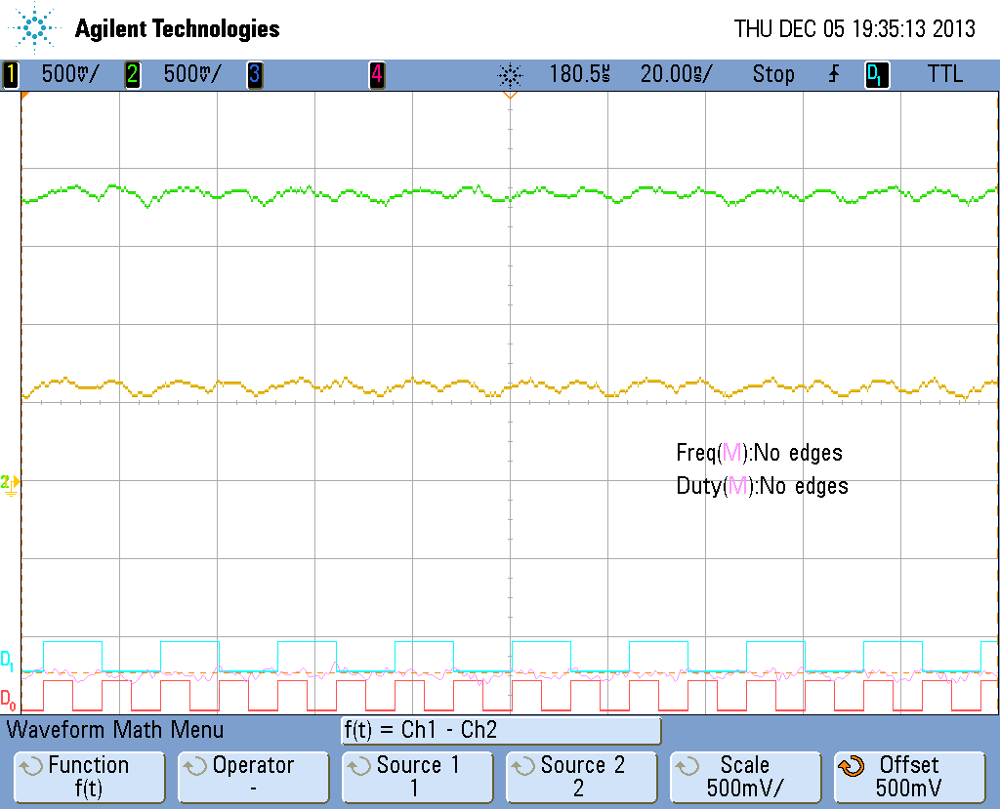 Agilent Technologies THU DEC 05 19:35:13 2013
1 500mV/ 2 500mV/ 3 4 180.5µs 20.00µs/ Stop D1 TTL
Freq(M):No edges
Duty(M):No edges
D1
D0
Waveform Math Menu f(t) = Ch1 - Ch2
Function Operator Source 1 Source 2 Scale Offset
f(t) - 1 2 500mV/ 500mV